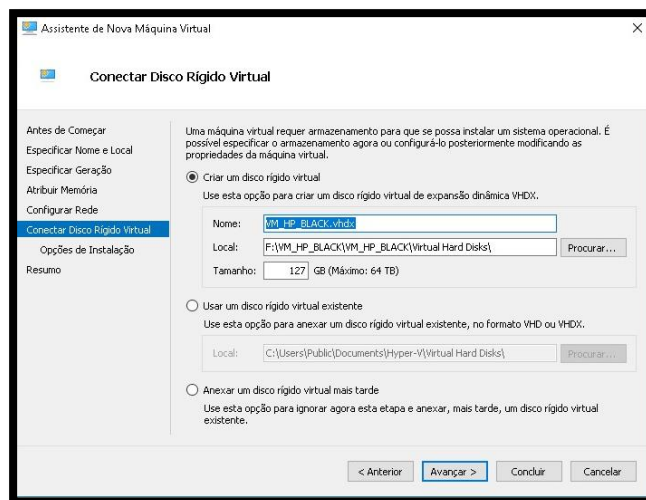 Assistente de Nova Máquina Virtual
Conectar Disco Rígido Virtual
Antes de Começar
Especificar Nome e Local
Especificar Geração
Atribuir Memória
Configurar Rede
Conectar Disco Rígido Virtual
Opções de Instalação
Resumo
Uma máquina virtual requer armazenamento para que se possa instalar um sistema operacional. É
possível especificar o armazenamento agora ou configurá-lo posteriormente modificando as
propriedades da máquina virtual.
Criar um disco rígido virtual
Use esta opção para criar um disco rígido virtual de expansão dinâmica VHDX.
Nome: VM_HP_BLACK.vhdx
Local: F:\VM_HP_BLACK\VM_HP_BLACK\Virtual Hard Disks\ Procurar...
Tamanho: 127 GB (Máximo: 64 TB)
Usar um disco rígido virtual existente
Use esta opção para anexar um disco rígido virtual existente, no formato VHD ou VHDX.
Local: C:\Users\Public\Documents\Hyper-V\Virtual Hard Disks\ Procurar...
Anexar um disco rígido virtual mais tarde
Use esta opção para ignorar agora esta etapa e anexar, mais tarde, um disco rígido virtual
existente.
< Anterior Avançar > Concluir Cancelar